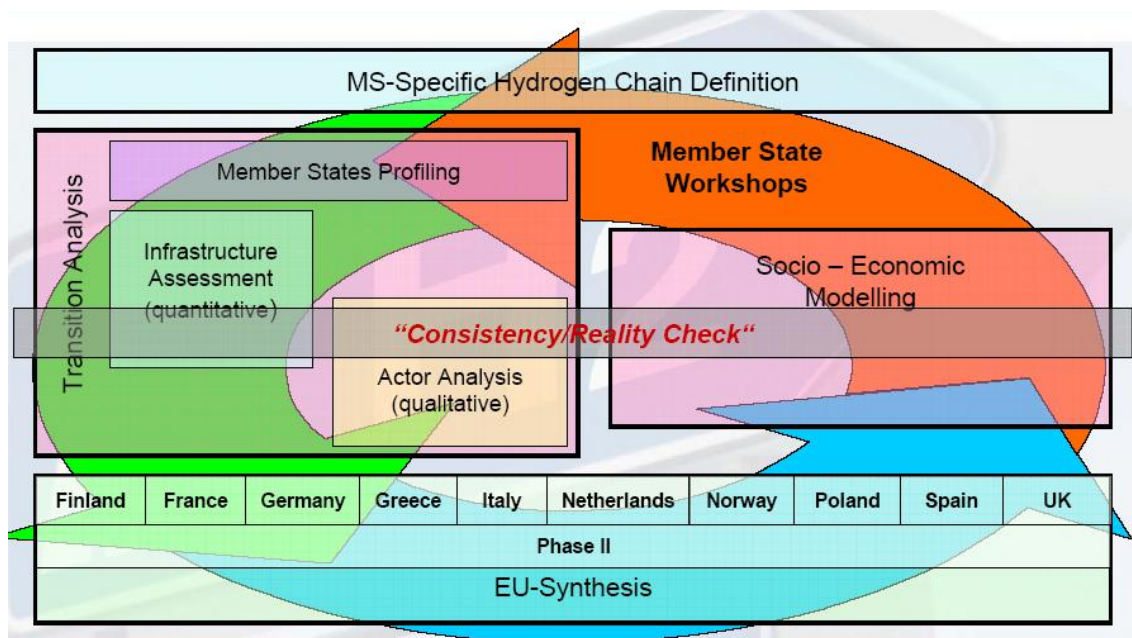 MS-Specific Hydrogen Chain Definition
Member State
Workshops
Transition Analysis
Member States Profiling
Infrastructure
Assessment
(quantitative)
Socio – Economic
Modelling
“Consistency/Reality Check“
Actor Analysis
(qualitative)
Finland France Germany Greece Italy Netherlands Norway Poland Spain UK
Phase II
EU-Synthesis